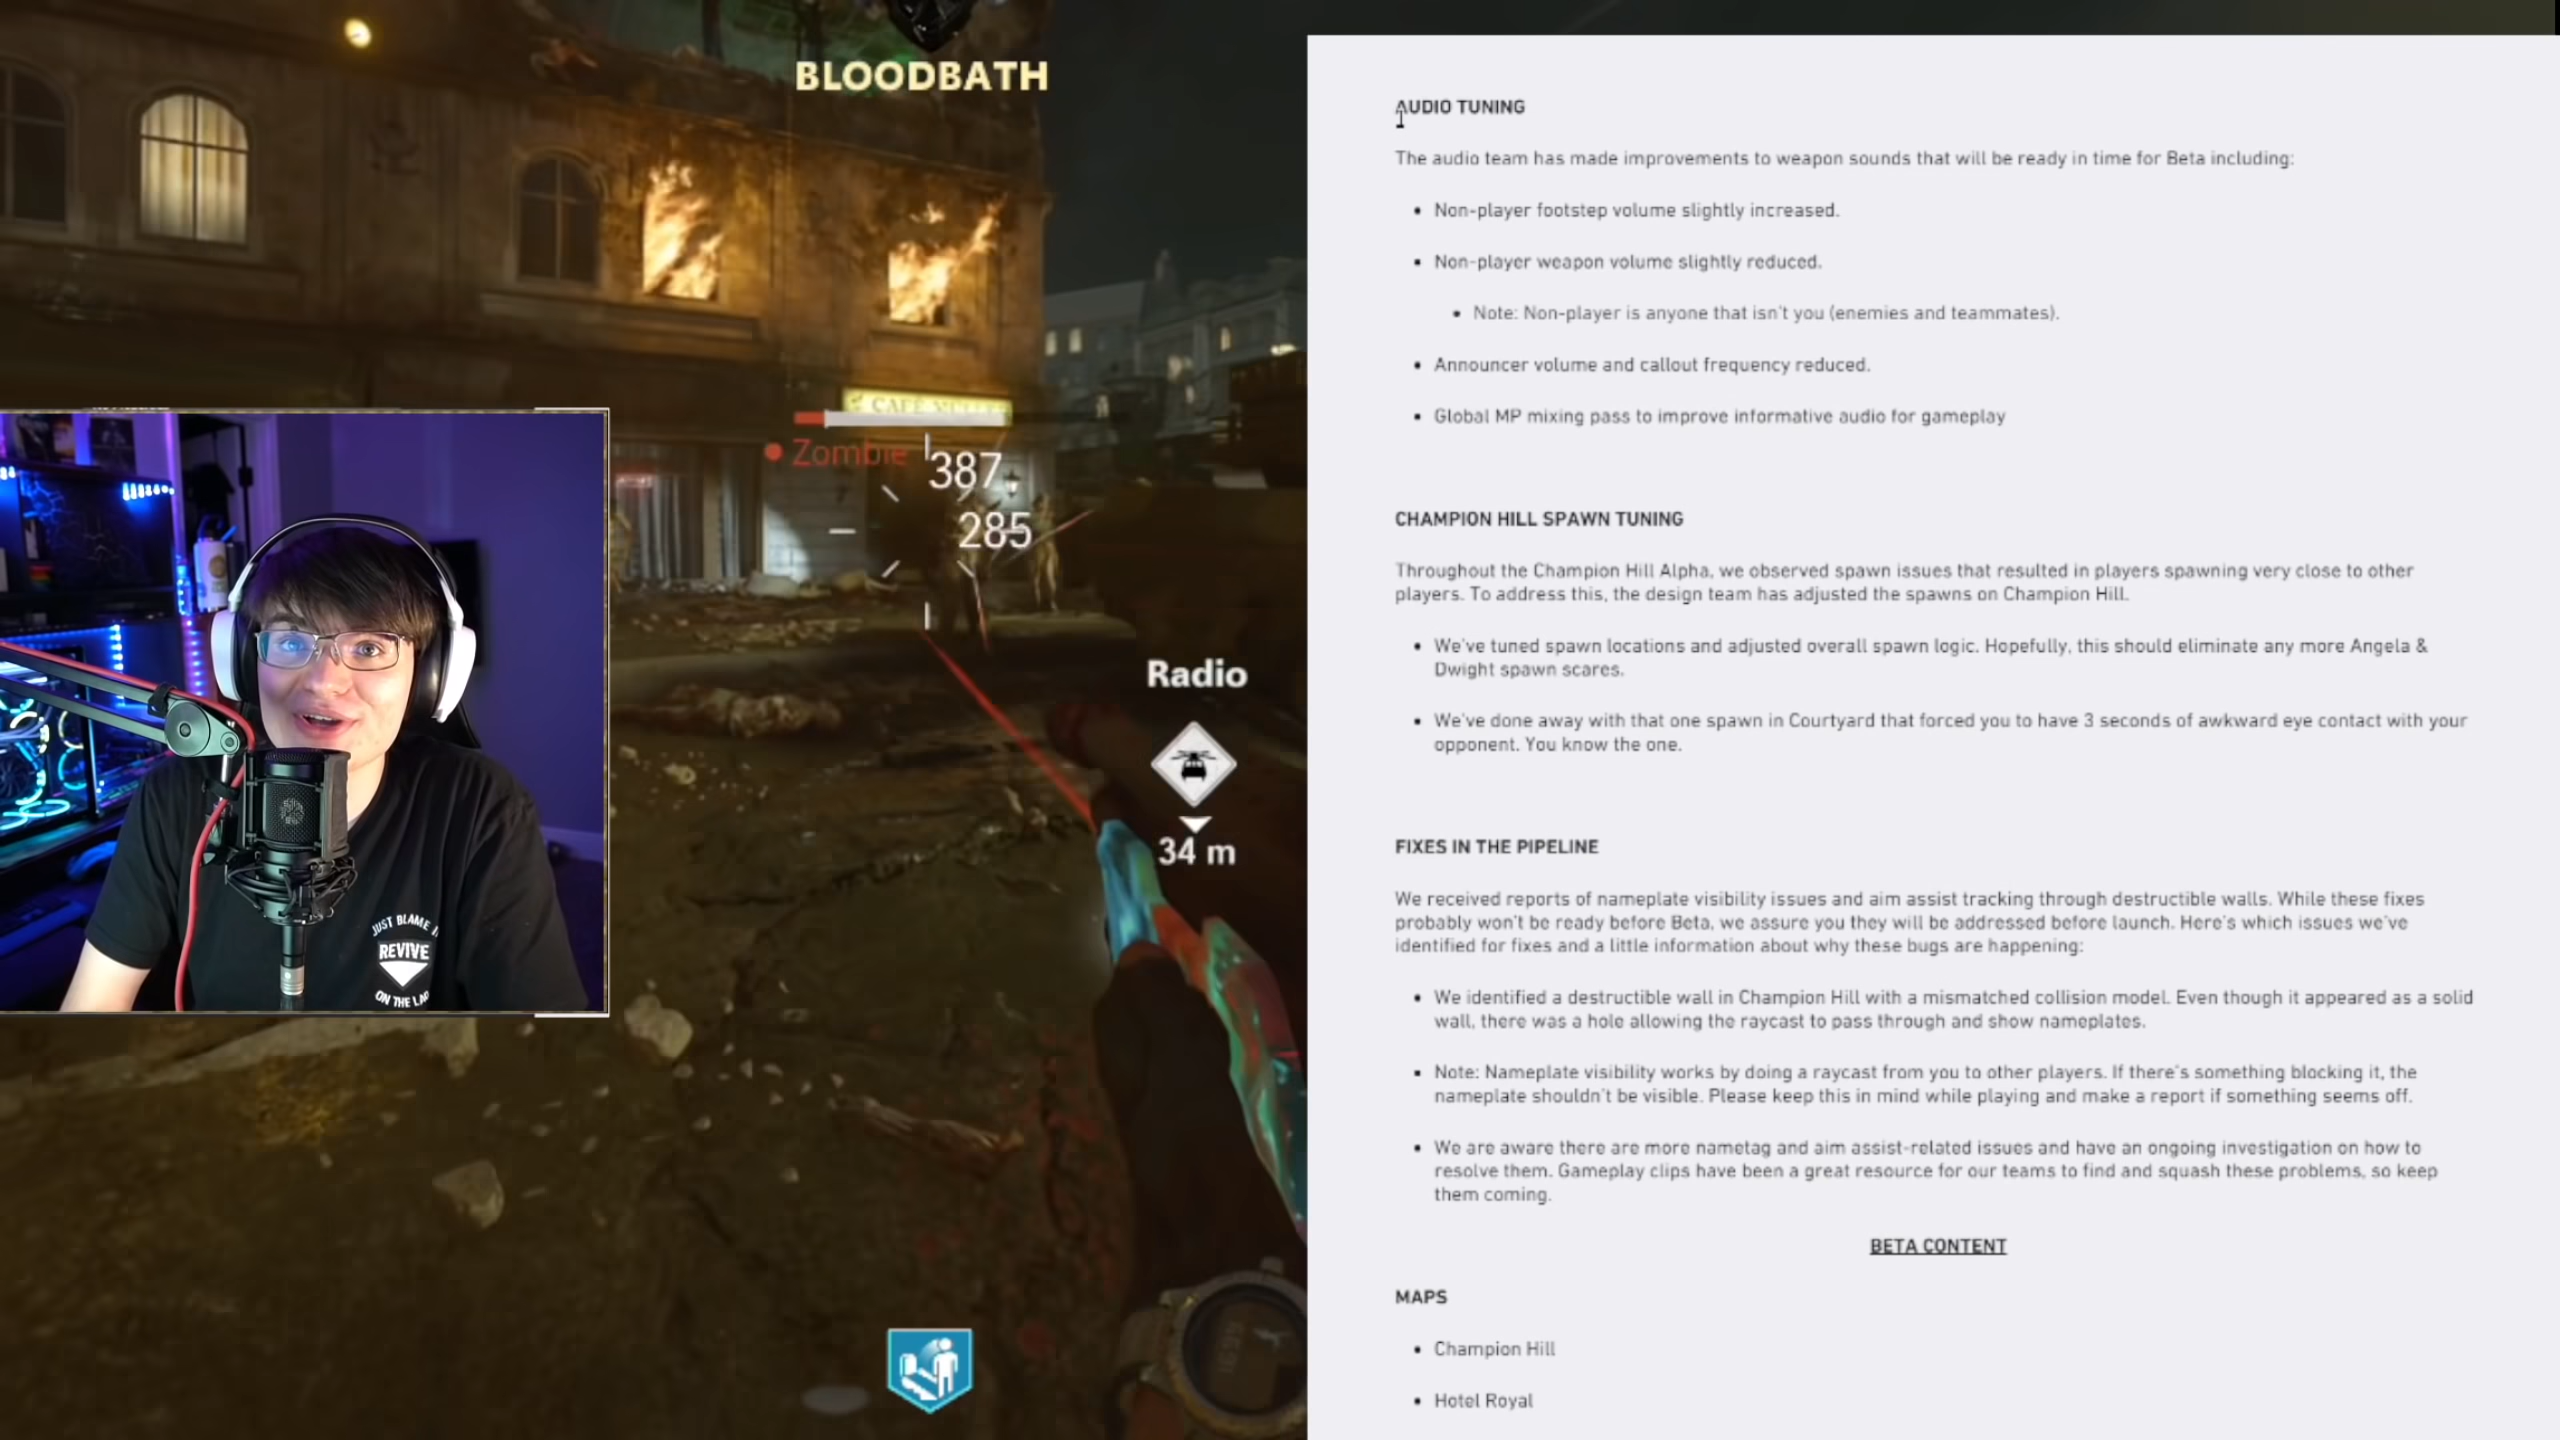 BLOODBATH
CAFÉ
Zombie
387
285
Radio
34 m
JUST BLAME I
REVIVE
ON THE LAG
AUDIO TUNING
The audio team has made improvements to weapon sounds that will be ready in time for Beta including:
• Non-player footstep volume slightly increased.
• Non-player weapon volume slightly reduced.
• Note: Non-player is anyone that isn't you (enemies and teammates).
• Announcer volume and callout frequency reduced.
• Global MP mixing pass to improve informative audio for gameplay
CHAMPION HILL SPAWN TUNING
Throughout the Champion Hill Alpha, we observed spawn issues that resulted in players spawning very close to other
players. To address this, the design team has adjusted the spawns on Champion Hill.
• We've tuned spawn locations and adjusted overall spawn logic. Hopefully, this should eliminate any more Angela &
Dwight spawn scares.
• We've done away with that one spawn in Courtyard that forced you to have 3 seconds of awkward eye contact with your
opponent. You know the one.
FIXES IN THE PIPELINE
We received reports of nameplate visibility issues and aim assist tracking through destructible walls. While these fixes
probably won't be ready before Beta, we assure you they will be addressed before launch. Here's which issues we've
identified for fixes and a little information about why these bugs are happening:
• We identified a destructible wall in Champion Hill with a mismatched collision model. Even though it appeared as a solid
wall, there was a hole allowing the raycast to pass through and show nameplates.
• Note: Nameplate visibility works by doing a raycast from you to other players. If there's something blocking it, the
nameplate shouldn't be visible. Please keep this in mind while playing and make a report if something seems off.
• We are aware there are more nametag and aim assist-related issues and have an ongoing investigation on how to
resolve them. Gameplay clips have been a great resource for our teams to find and squash these problems, so keep
them coming.
BETA CONTENT
MAPS
• Champion Hill
• Hotel Royal